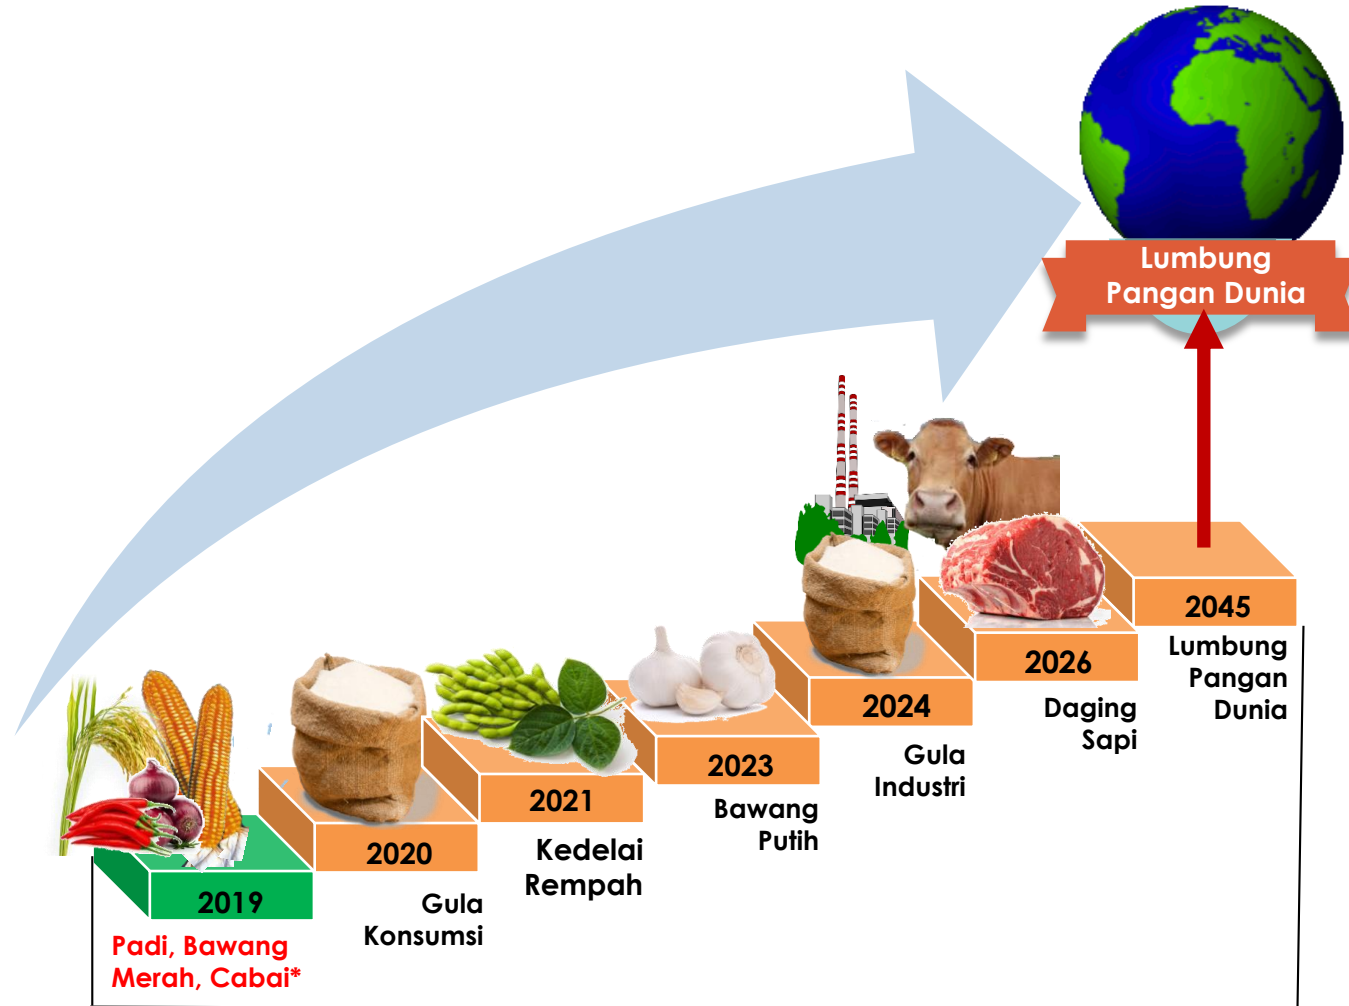 Lumbung
Pangan Dunia
2045
Lumbung
Pangan
Dunia
2026
Daging
Sapi
2024
Gula
Industri
2023
Bawang
Putih
2021
Kedelai
Rempah
2020
Gula
Konsumsi
2019
Padi, Bawang
Merah, Cabai*